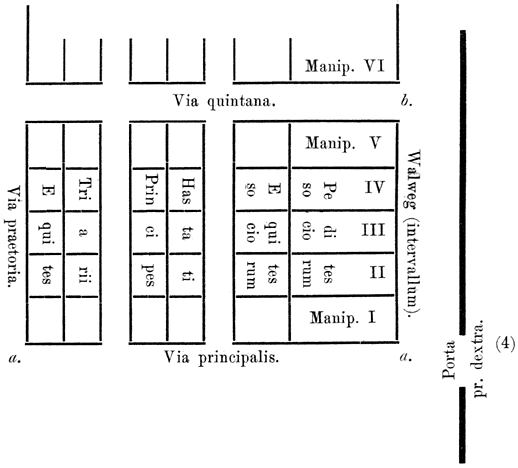 Manip. VI
Via quintana. b.
Manip. V
IV
III
II
Manip. I
Via praetoria.
E qui tes
Tri a rii
Prin ci pes
Has ta ti
E qui tes
so cio rum
Pe di tes
so cio rum
Walweg (intervallum).
a. Via principalis. a.
Porta
pr. dextra.
(4)